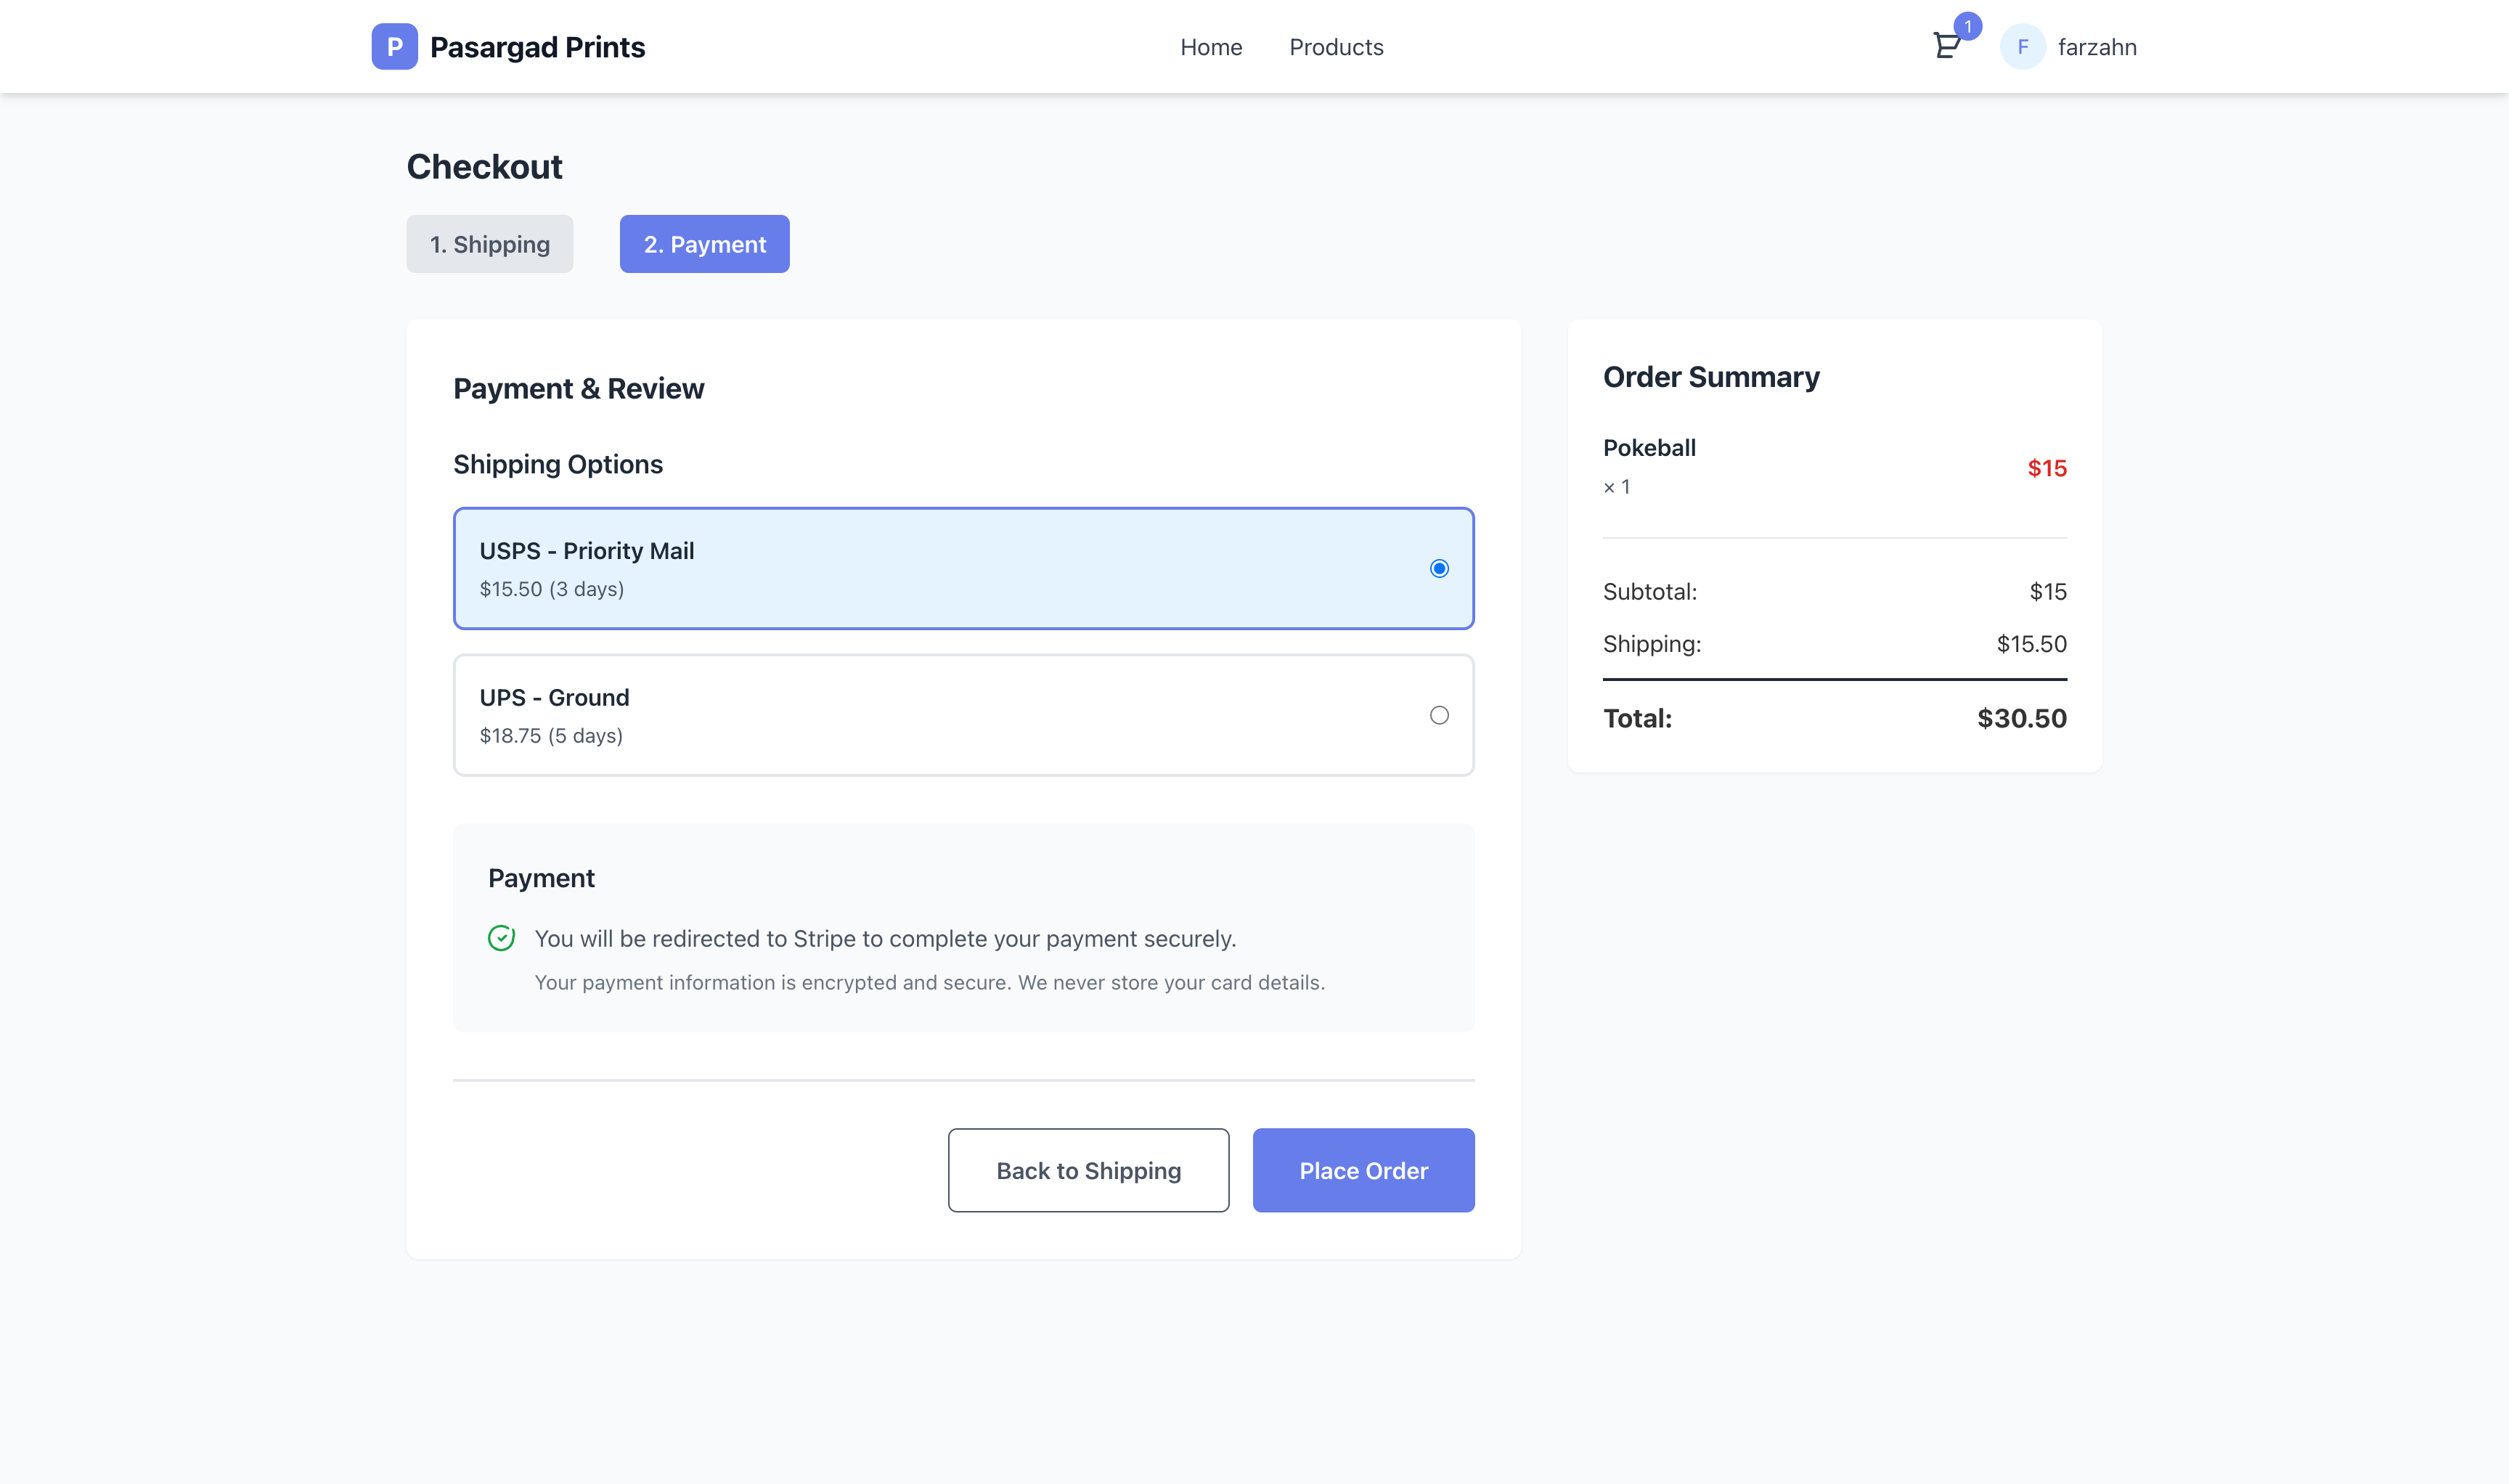 P
Pasargad Prints
Home
Products
1
F
farzahn
Checkout
1. Shipping
2. Payment
Payment & Review
Shipping Options
USPS - Priority Mail
$15.50 (3 days)
UPS - Ground
$18.75 (5 days)
Payment
You will be redirected to Stripe to complete your payment securely.
Your payment information is encrypted and secure. We never store your card details.
Back to Shipping
Place Order
Order Summary
Pokeball
× 1
$15
Subtotal: $15
Shipping: $15.50
Total: $30.50